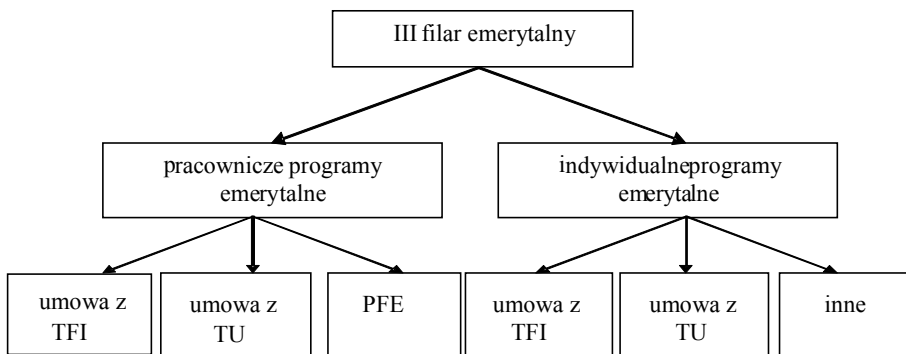 III filar emerytalny
pracownicze programy
emerytalne
indywidualneprogramy
emerytalne
umowa z
TFI
umowa z
TU
PFE
umowa z
TFI
umowa z
TU
inne